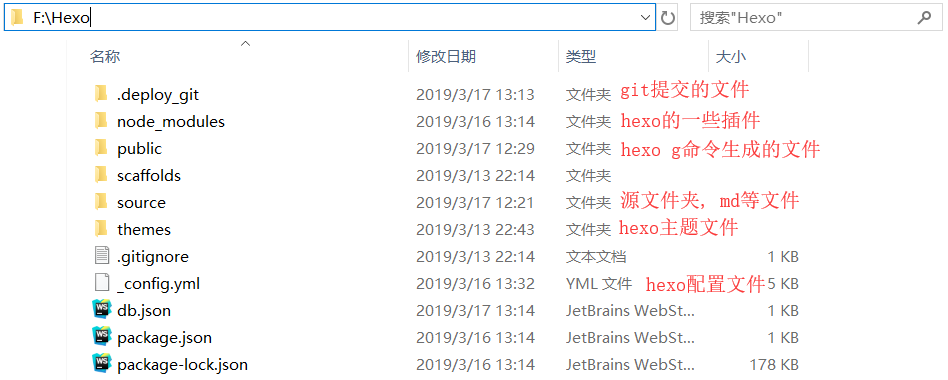 F:\Hexo 搜索"Hexo"
名称 修改日期 类型 大小
.deploy_git 2019/3/17 13:13 文件夹 git提交的文件
node_modules 2019/3/16 13:14 文件夹 hexo的一些插件
public 2019/3/17 12:29 文件夹 hexo g命令生成的文件
scaffolds 2019/3/13 22:14 文件夹
source 2019/3/17 12:21 文件夹 源文件夹, md等文件
themes 2019/3/13 22:43 文件夹 hexo主题文件
.gitignore 2019/3/13 22:14 文本文档 1 KB
_config.yml 2019/3/16 13:32 YML 文件 hexo配置文件 5 KB
db.json 2019/3/17 13:14 JetBrains WebSt... 1 KB
package.json 2019/3/16 13:14 JetBrains WebSt... 1 KB
package-lock.json 2019/3/16 13:14 JetBrains WebSt... 178 KB